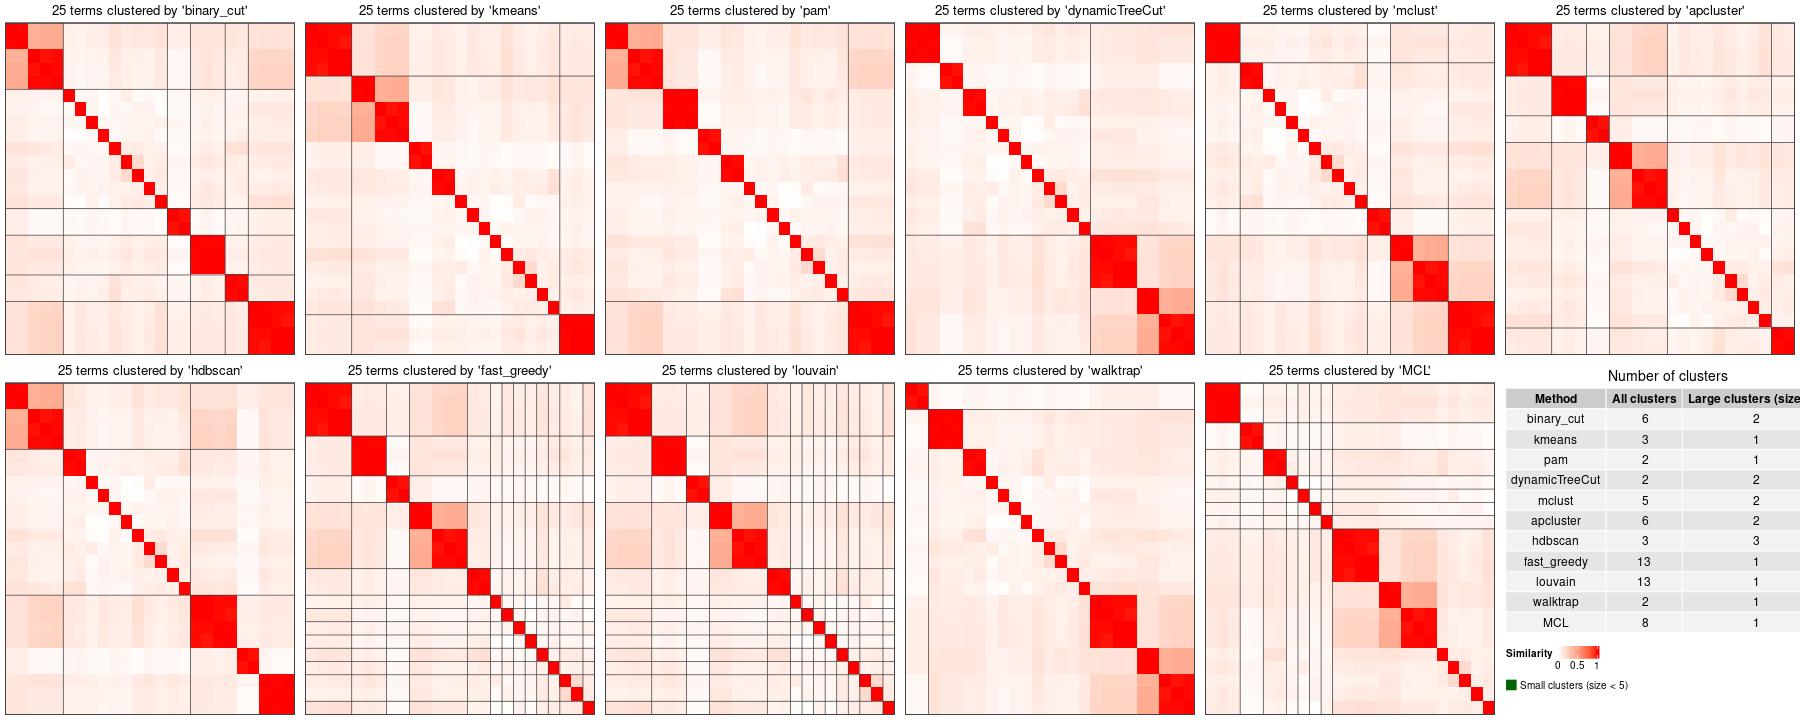 25 terms clustered by 'binary_cut'
25 terms clustered by 'kmeans'
25 terms clustered by 'pam'
25 terms clustered by 'dynamicTreeCut'
25 terms clustered by 'mclust'
25 terms clustered by 'apcluster'
25 terms clustered by 'hdbscan'
25 terms clustered by 'fast_greedy'
25 terms clustered by 'louvain'
25 terms clustered by 'walktrap'
25 terms clustered by 'MCL'
Number of clusters
Method All clusters Large clusters (size
binary_cut 6 2
kmeans 3 1
pam 2 1
dynamicTreeCut 2 2
mclust 5 2
apcluster 6 2
hdbscan 3 3
fast_greedy 13 1
louvain 13 1
walktrap 2 1
MCL 8 1
Similarity
0 0.5 1
Small clusters (size < 5)